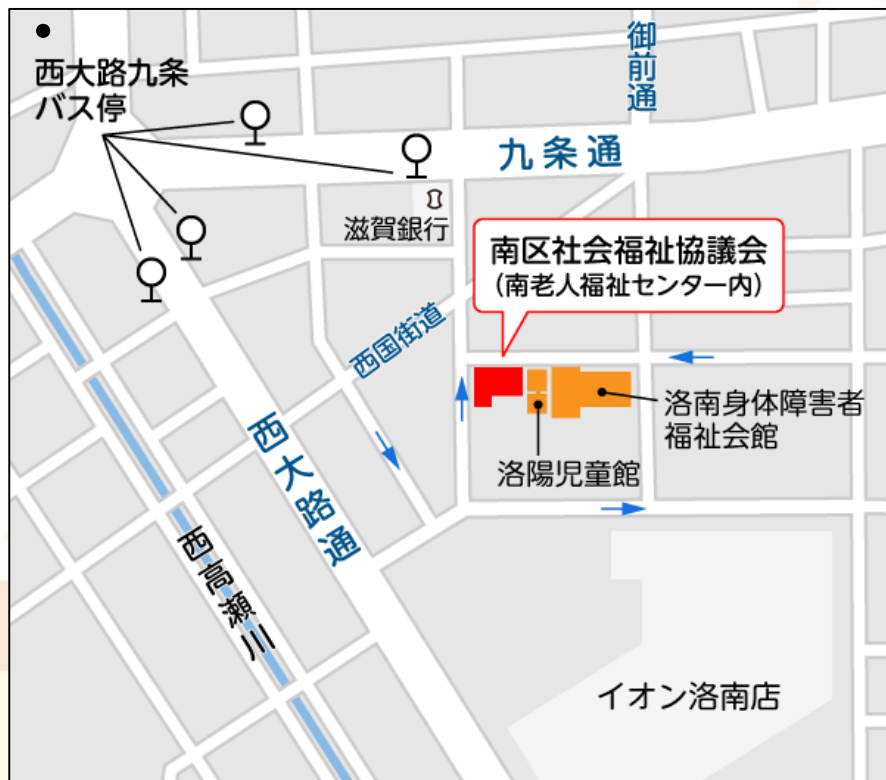 西大路九条
バス停
御前通
九条通
滋賀銀行
南区社会福祉協議会
(南老人福祉センター内)
西国街道
洛南身体障害者
福祉会館
洛陽児童館
西大路通
西高瀬川
イオン洛南店